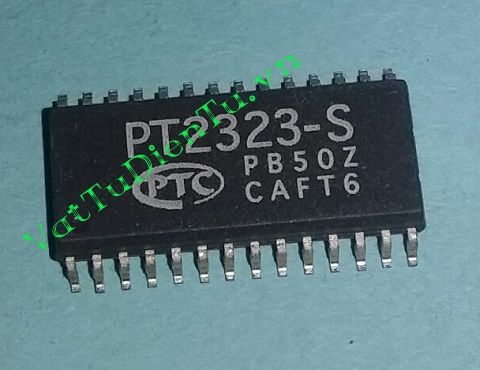 PT2323-S
PTC
PB50Z
CAFT6
VatTuDienTu.vn